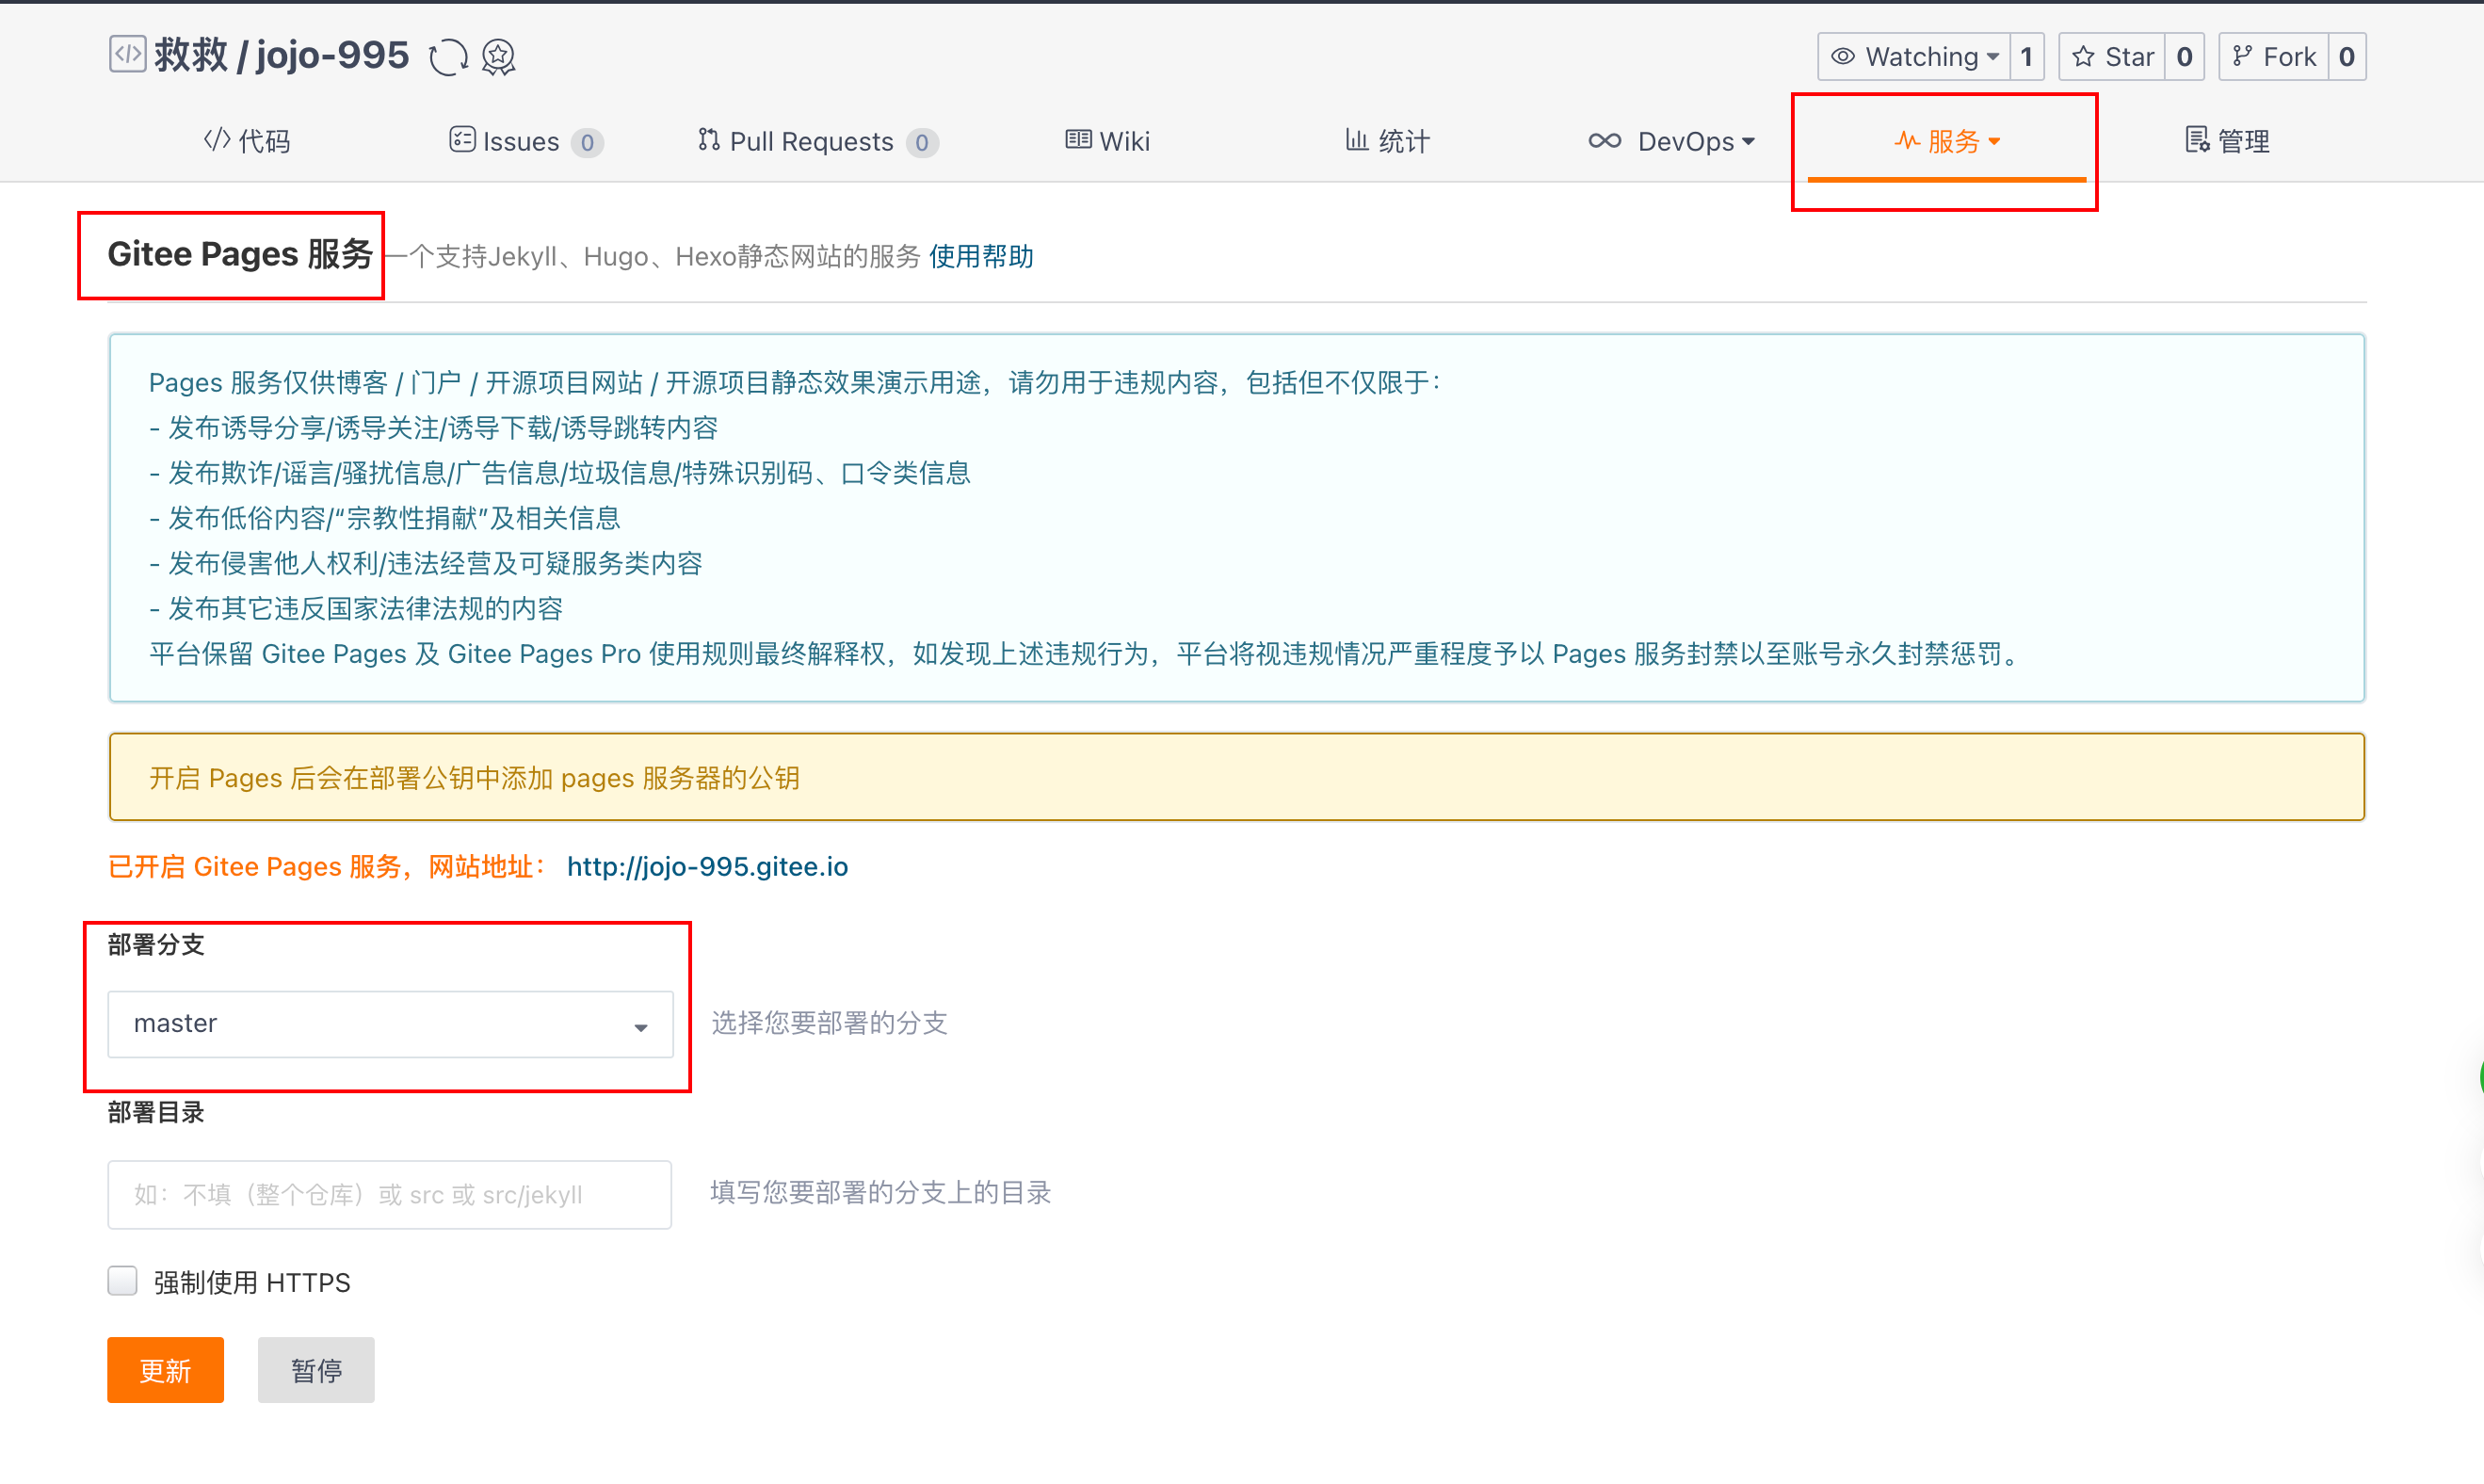 救救 / jojo-995
Watching 1 Star 0 Fork 0
代码 Issues 0 Pull Requests 0 Wiki 统计 DevOps 服务 管理
Gitee Pages 服务 一个支持Jekyll、Hugo、Hexo静态网站的服务 使用帮助
Pages 服务仅供博客 / 门户 / 开源项目网站 / 开源项目静态效果演示用途，请勿用于违规内容，包括但不仅限于：
- 发布诱导分享/诱导关注/诱导下载/诱导跳转内容
- 发布欺诈/谣言/骚扰信息/广告信息/垃圾信息/特殊识别码、口令类信息
- 发布低俗内容/“宗教性捐献”及相关信息
- 发布侵害他人权利/违法经营及可疑服务类内容
- 发布其它违反国家法律法规的内容
平台保留 Gitee Pages 及 Gitee Pages Pro 使用规则最终解释权，如发现上述违规行为，平台将视违规情况严重程度予以 Pages 服务封禁以至账号永久封禁惩罚。
开启 Pages 后会在部署公钥中添加 pages 服务器的公钥
已开启 Gitee Pages 服务，网站地址： http://jojo-995.gitee.io
部署分支
master 选择您要部署的分支
部署目录
如：不填（整个仓库）或 src 或 src/jekyll 填写您要部署的分支上的目录
强制使用 HTTPS
更新 暂停